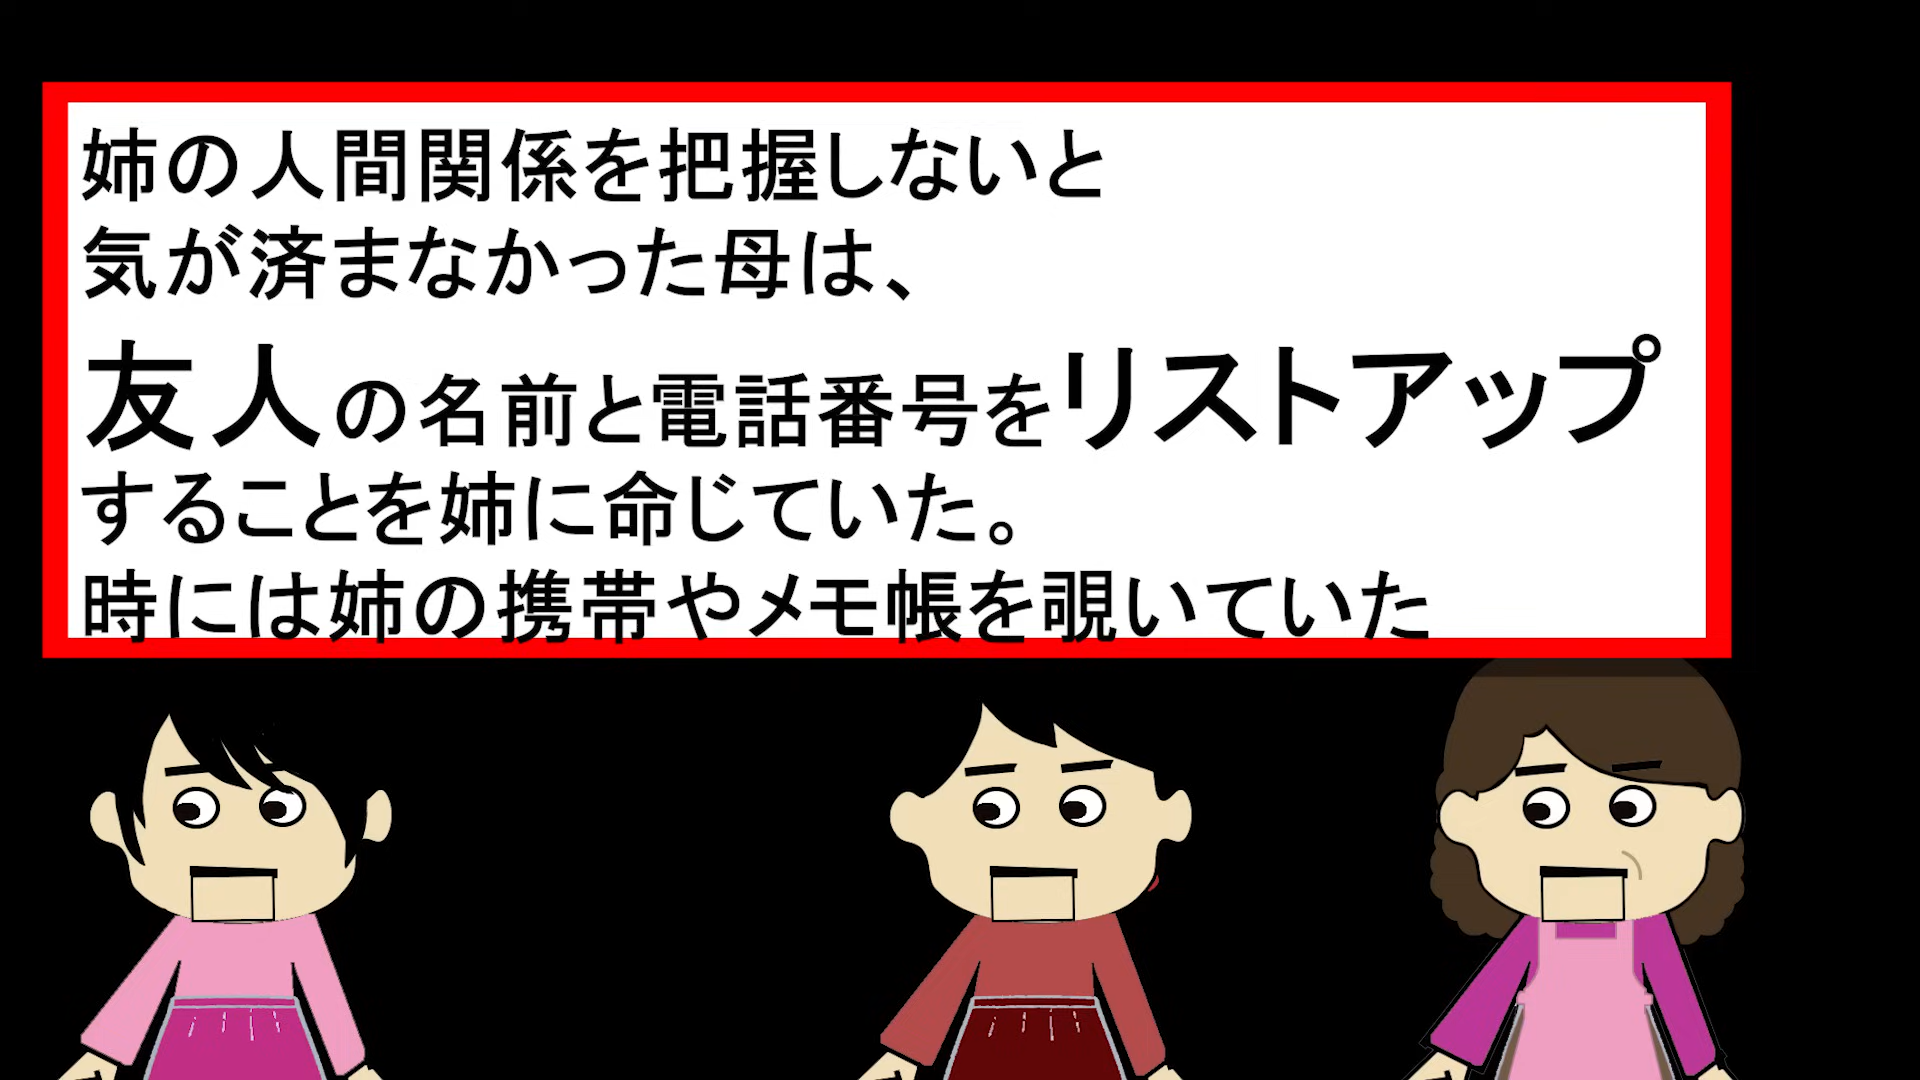 姉の人間関係を把握しないと
気が済まなかった母は、
友人の名前と電話番号をリストアップ
することを姉に命じていた。
時には姉の携帯やメモ帳を覗いていた